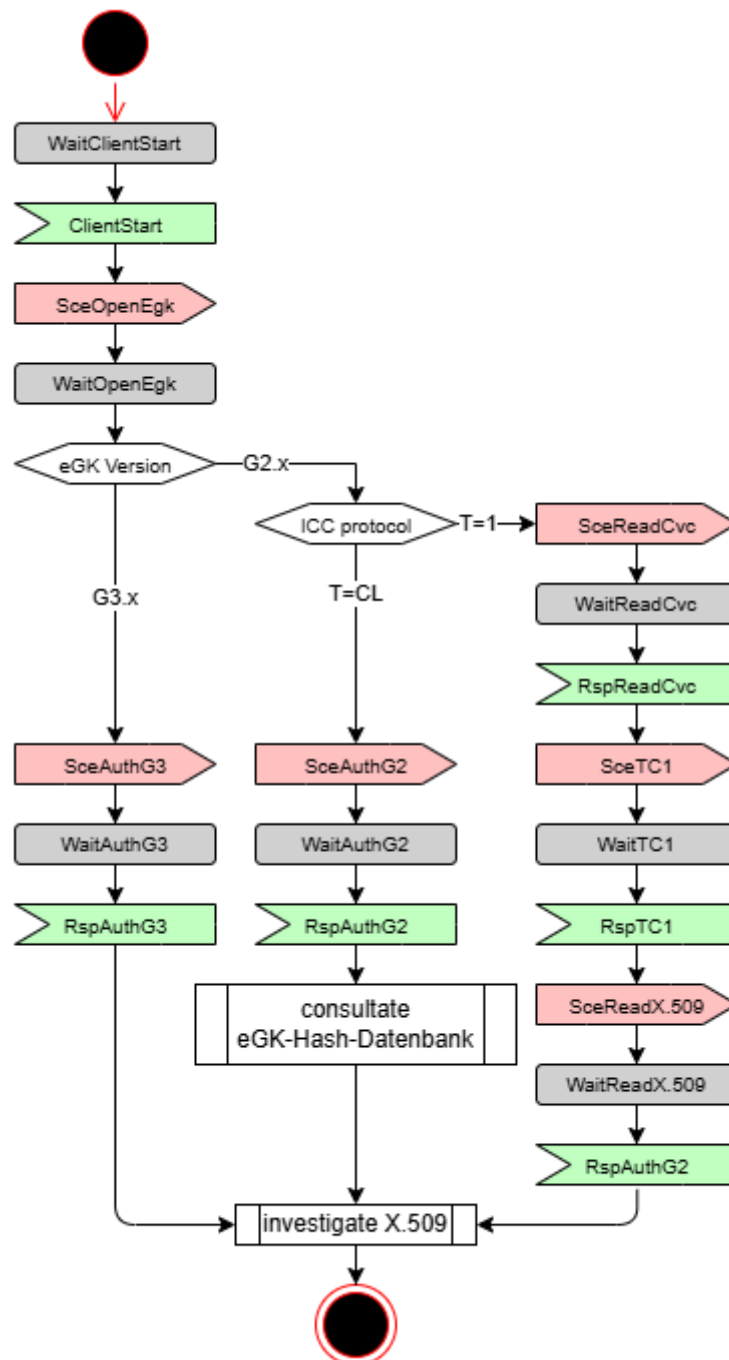 WaitClientStart
ClientStart
SceOpenEgk
WaitOpenEgk
eGK Version
G2.x
ICC protocol
T=1
SceReadCvc
WaitReadCvc
G3.x
T=CL
RspReadCvc
SceAuthG3
SceAuthG2
SceTC1
WaitAuthG3
WaitAuthG2
WaitTC1
RspAuthG3
RspAuthG2
RspTC1
consultate
eGK-Hash-Datenbank
SceReadX.509
WaitReadX.509
RspAuthG2
investigate X.509